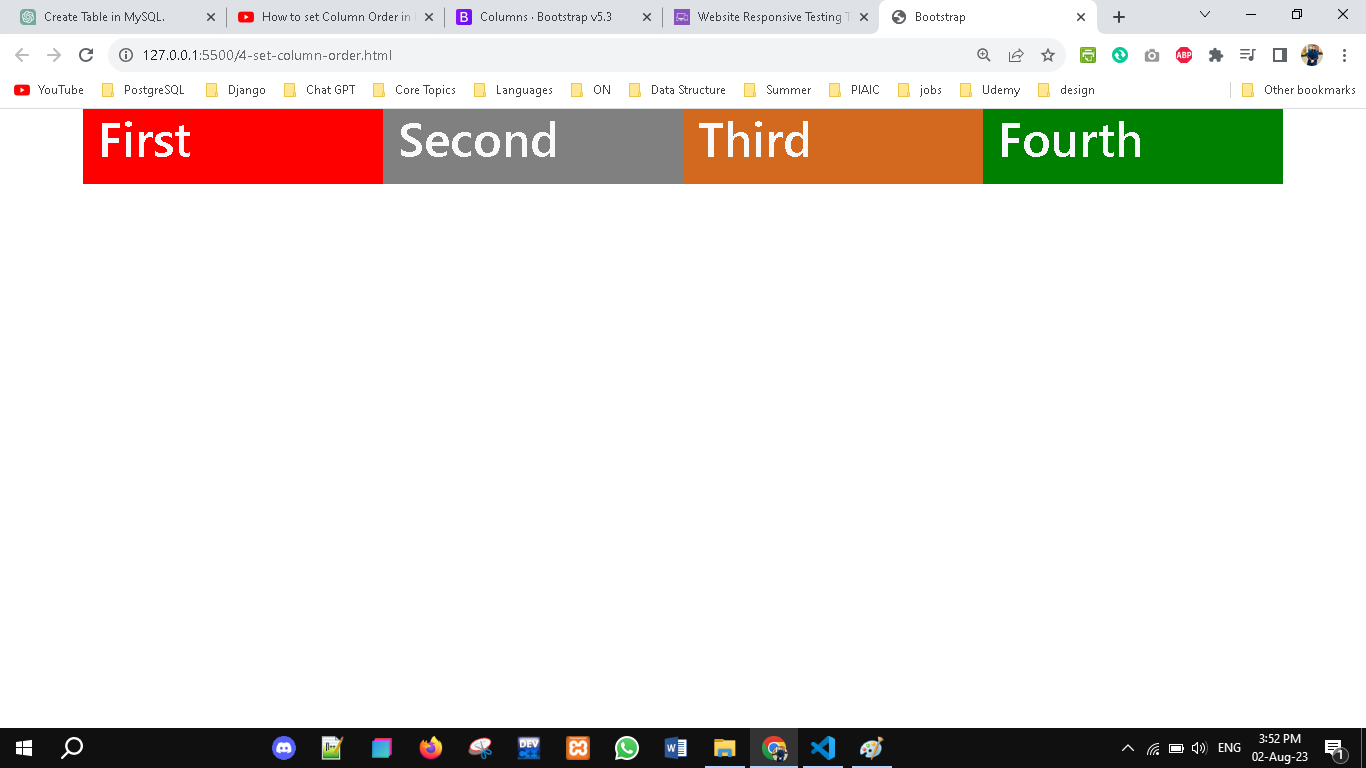 Create Table in MySQL.
How to set Column Order in
Columns · Bootstrap v5.3
Website Responsive Testing T
Bootstrap
127.0.0.1:5500/4-set-column-order.html
ABP
YouTube PostgreSQL Django Chat GPT Core Topics Languages ON Data Structure Summer PIAIC jobs Udemy design Other bookmarks
First Second Third Fourth
DEV
ENG
3:52 PM
02-Aug-23
1